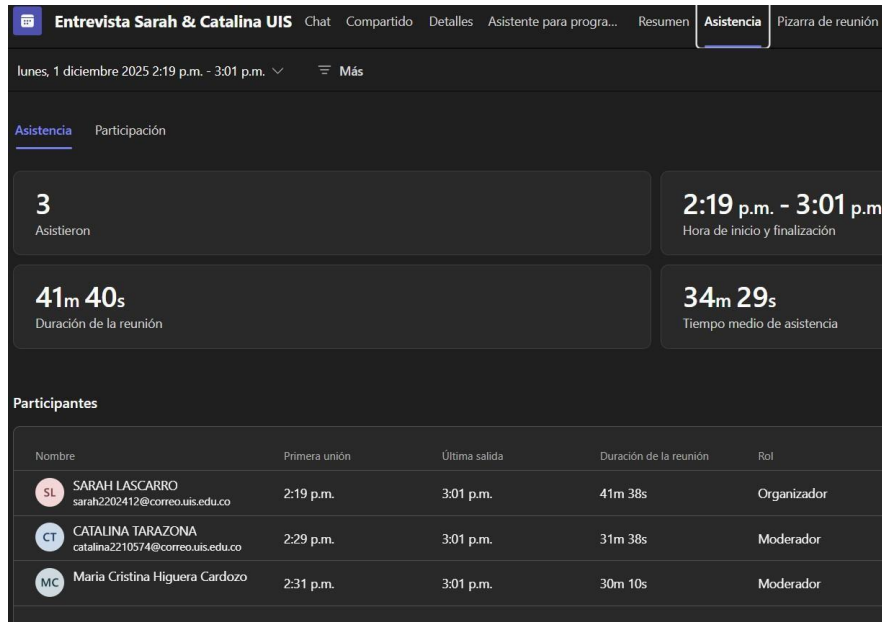 Entrevista Sarah & Catalina UIS Chat Compartido Detalles Asistente para progra... Resumen Asistencia Pizarra de reunión
lunes, 1 diciembre 2025 2:19 p.m. - 3:01 p.m. Más
Asistencia Participación
3
Asistieron
2:19 p.m. - 3:01 p.m
Hora de inicio y finalización
41m 40s
Duración de la reunión
34m 29s
Tiempo medio de asistencia
Participantes
Nombre Primera unión Última salida Duración de la reunión Rol
SL SARAH LASCARRO 2:19 p.m. 3:01 p.m. 41m 38s Organizador
sarah2202412@correo.uis.edu.co
CT CATALINA TARAZONA 2:29 p.m. 3:01 p.m. 31m 38s Moderador
catalina2210574@correo.uis.edu.co
MC Maria Cristina Higuera Cardozo 2:31 p.m. 3:01 p.m. 30m 10s Moderador